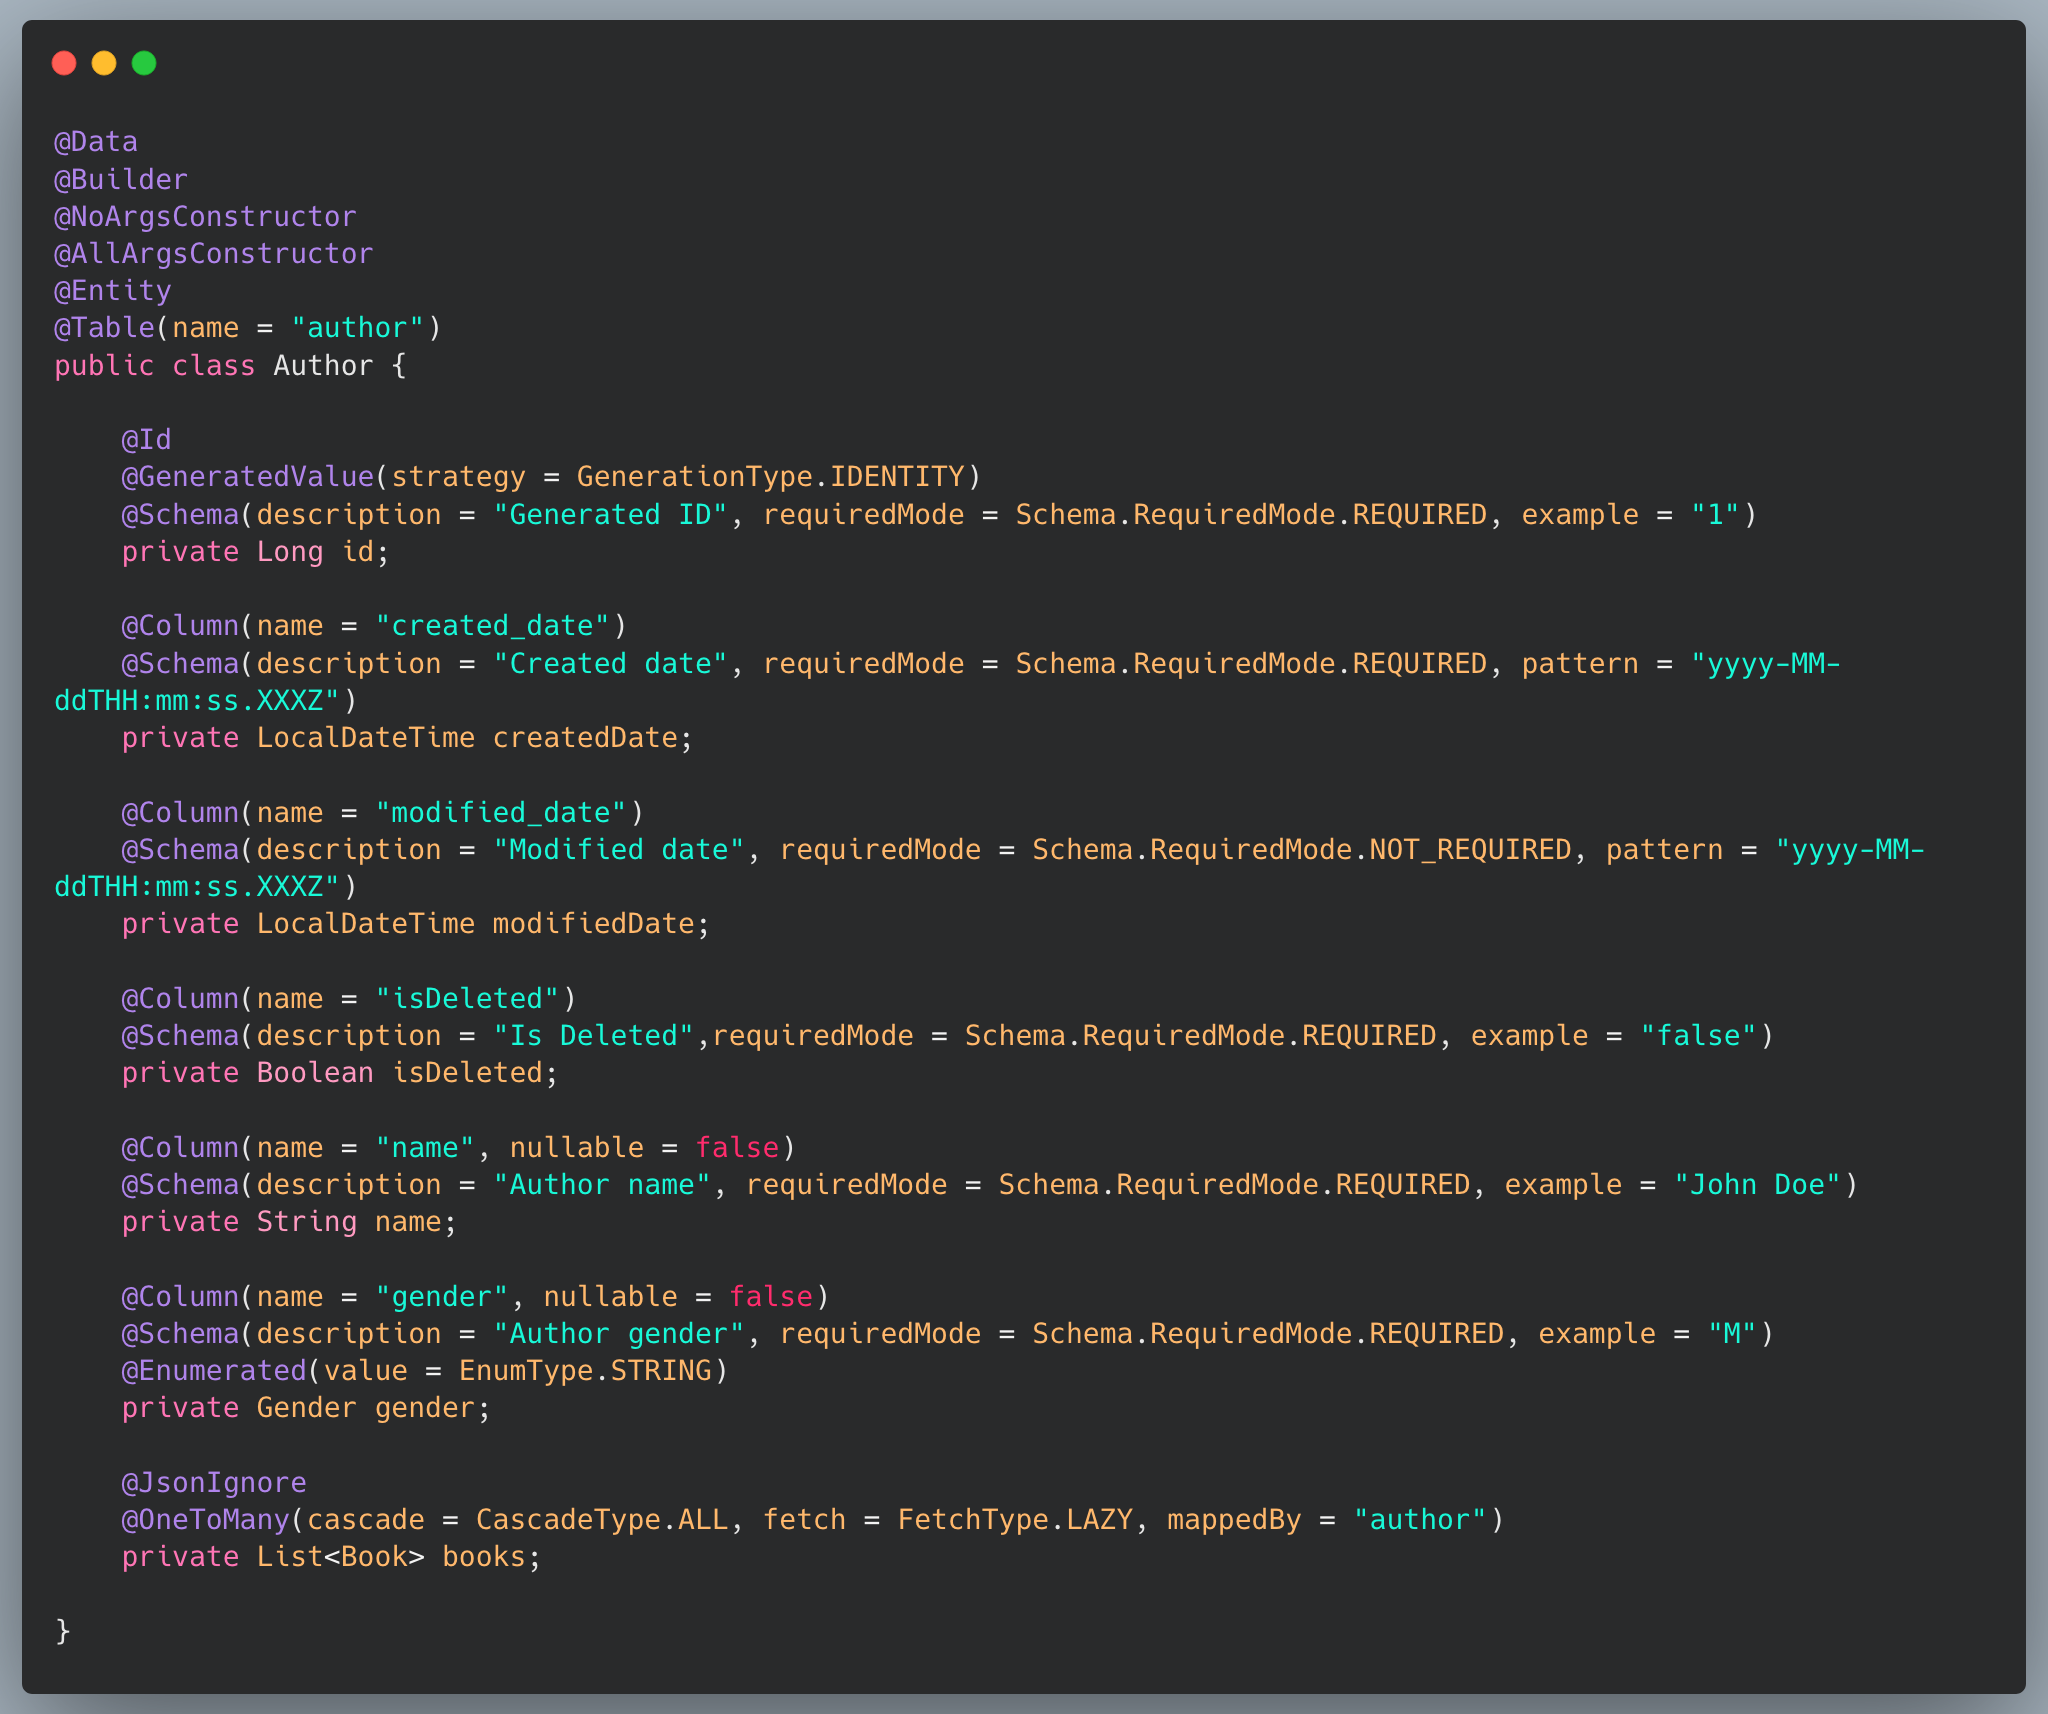 @Data
@Builder
@NoArgsConstructor
@AllArgsConstructor
@Entity
@Table(name = "author")
public class Author {

    @Id
    @GeneratedValue(strategy = GenerationType.IDENTITY)
    @Schema(description = "Generated ID", requiredMode = Schema.RequiredMode.REQUIRED, example = "1")
    private Long id;

    @Column(name = "created_date")
    @Schema(description = "Created date", requiredMode = Schema.RequiredMode.REQUIRED, pattern = "yyyy-MM-
ddTHH:mm:ss.XXXZ")
    private LocalDateTime createdDate;

    @Column(name = "modified_date")
    @Schema(description = "Modified date", requiredMode = Schema.RequiredMode.NOT_REQUIRED, pattern = "yyyy-MM-
ddTHH:mm:ss.XXXZ")
    private LocalDateTime modifiedDate;

    @Column(name = "isDeleted")
    @Schema(description = "Is Deleted",requiredMode = Schema.RequiredMode.REQUIRED, example = "false")
    private Boolean isDeleted;

    @Column(name = "name", nullable = false)
    @Schema(description = "Author name", requiredMode = Schema.RequiredMode.REQUIRED, example = "John Doe")
    private String name;

    @Column(name = "gender", nullable = false)
    @Schema(description = "Author gender", requiredMode = Schema.RequiredMode.REQUIRED, example = "M")
    @Enumerated(value = EnumType.STRING)
    private Gender gender;

    @JsonIgnore
    @OneToMany(cascade = CascadeType.ALL, fetch = FetchType.LAZY, mappedBy = "author")
    private List<Book> books;

}